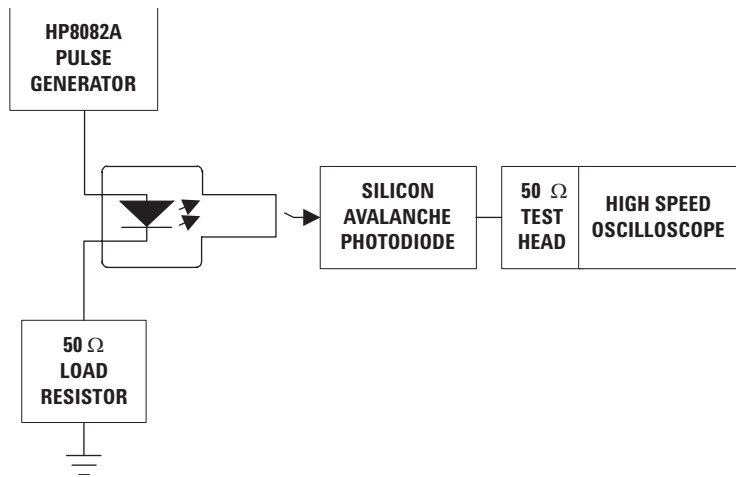 HP8082A
PULSE
GENERATOR
SILICON
AVALANCHE
PHOTODIODE
50 Ω
TEST
HEAD
HIGH SPEED
OSCILLOSCOPE
50 Ω
LOAD
RESISTOR